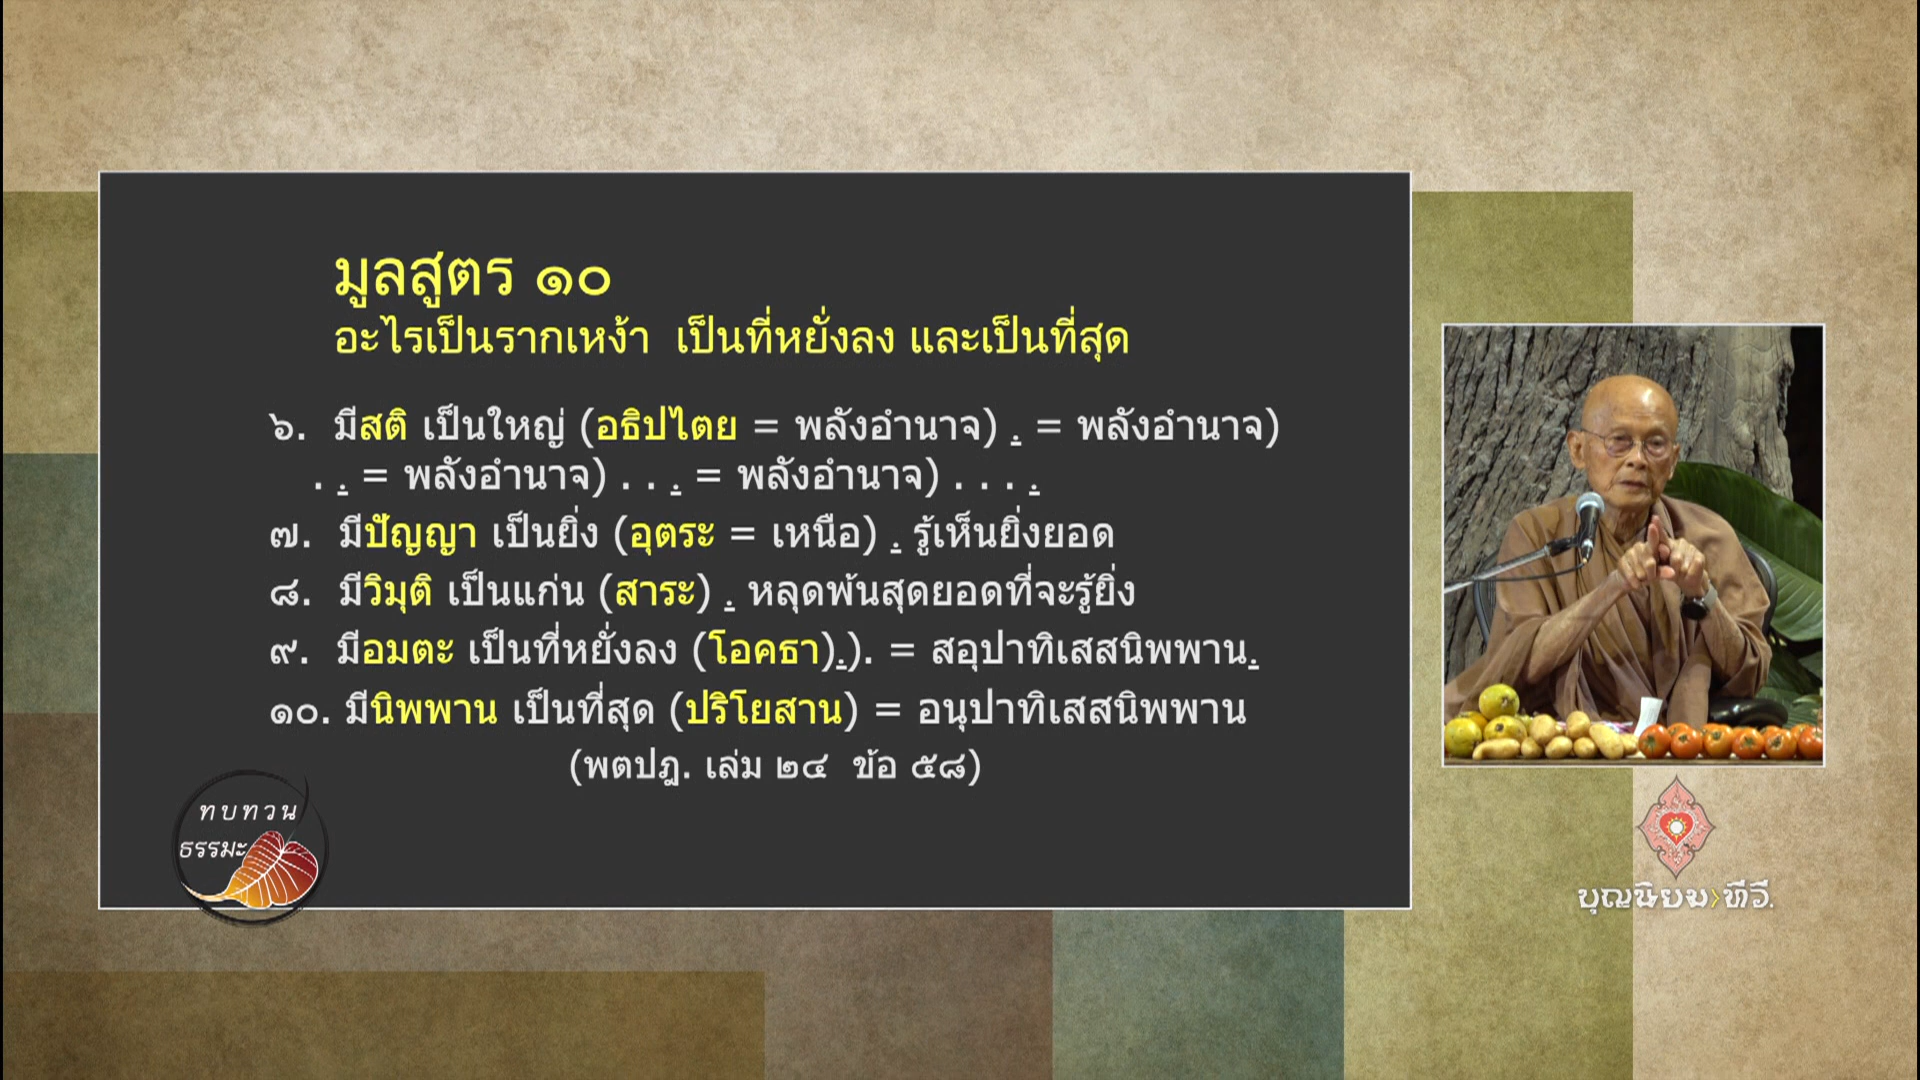 มูลสูตร ๑๐
อะไรเป็นรากเหง้า เป็นที่หยั่งลง และเป็นที่สุด
๖. มีสติ เป็นใหญ่ (อธิปไตย = พลังอำนาจ) . = พลังอำนาจ)
. . = พลังอำนาจ) . . . = พลังอำนาจ) . . . .
๗. มีปัญญา เป็นยิ่ง (อุตระ = เหนือ) . รู้เห็นยิ่งยอด
๘. มีวิมุติ เป็นแก่น (สาระ) . หลุดพ้นสุดยอดที่จะรู้ยิ่ง
๙. มีอมตะ เป็นที่หยั่งลง (โอคธา).). = สอุปาทิเสสนิพพาน.
๑๐. มีนิพพาน เป็นที่สุด (ปริโยสาน) = อนุปาทิเสสนิพพาน
(พตปฎ. เล่ม ๒๔ ข้อ ๕๘)
ทบทวน
ธรรมะ
บุญนิยม>ทีวี.